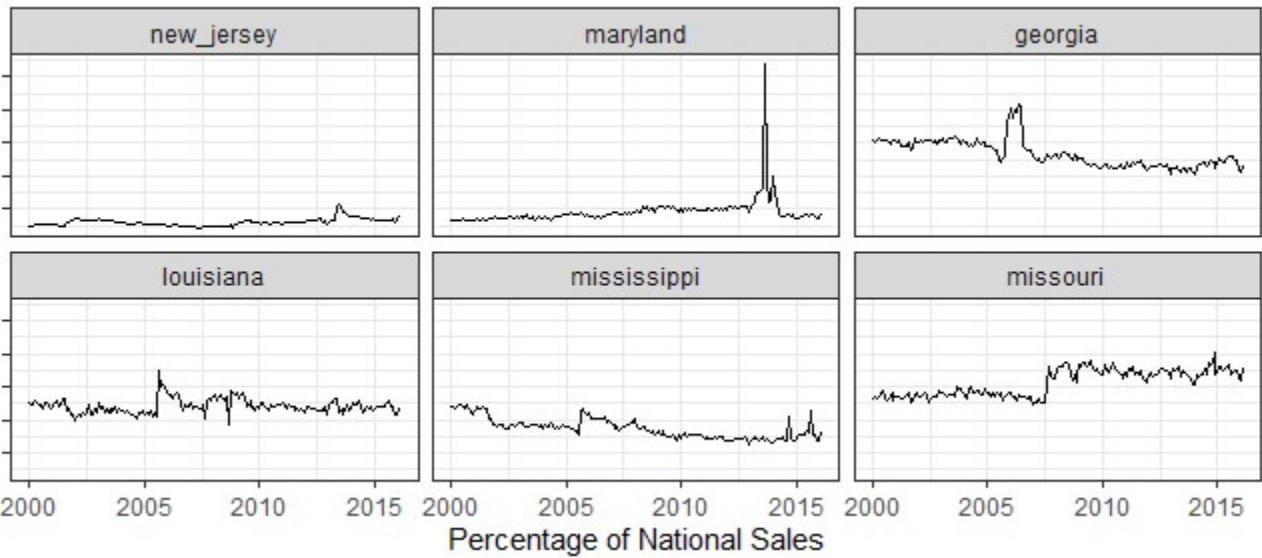 new_jersey maryland georgia
louisiana mississippi missouri
2000 2005 2010 2015 2000 2005 2010 2015 2000 2005 2010 2015
Percentage of National Sales